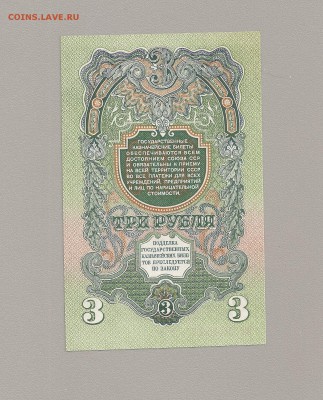 COINS.LAVE.RU
3
ГОСУДАРСТВЕННЫЕ
КАЗНАЧЕЙСКИЕ БИЛЕТЫ
ОБЕСПЕЧИВАЮТСЯ ВСЕМ
ДОСТОЯНИЕМ СОЮЗА ССР
И ОБЯЗАТЕЛЬНЫ К ПРИЕМУ
НА ВСЕЙ ТЕРРИТОРИИ СССР
ВО ВСЕ ПЛАТЕЖИ ДЛЯ ВСЕХ
УЧРЕЖДЕНИЙ, ПРЕДПРИЯТИЙ
И ЛИЦ ПО НАРИЦАТЕЛЬНОЙ
СТОИМОСТИ.
ТРИ РУБЛЯ
ПОДДЕЛКА
ГОСУДАРСТВЕННЫХ
КАЗНАЧЕЙСКИХ БИЛЕ
ТОВ ПРЕСЛЕДУЕТСЯ
ПО ЗАКОНУ
3 3 3